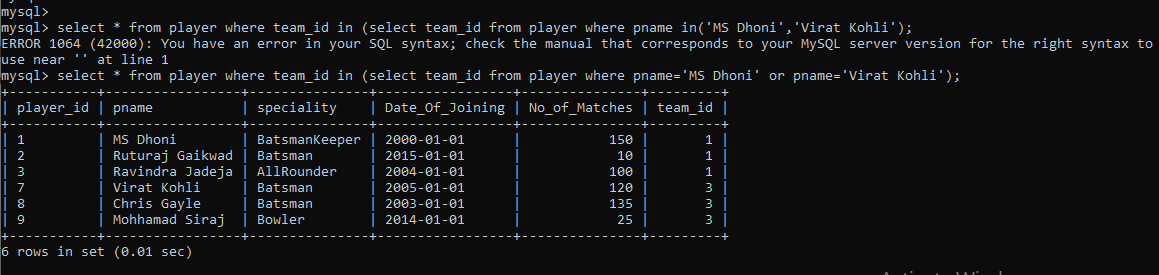 mysql>
mysql> select * from player where team_id in (select team_id from player where pname in('MS Dhoni','Virat Kohli');
ERROR 1064 (42000): You have an error in your SQL syntax; check the manual that corresponds to your MySQL server version for the right syntax to
use near '' at line 1
mysql> select * from player where team_id in (select team_id from player where pname='MS Dhoni' or pname='Virat Kohli');
+-----------+-----------------+---------------+-----------------+---------------+---------+
| player_id | pname           | speciality    | Date_Of_Joining | No_of_Matches | team_id |
+-----------+-----------------+---------------+-----------------+---------------+---------+
| 1         | MS Dhoni        | BatsmanKeeper | 2000-01-01      |           150 |       1 |
| 2         | Ruturaj Gaikwad | Batsman       | 2015-01-01      |            10 |       1 |
| 3         | Ravindra Jadeja | AllRounder    | 2004-01-01      |           100 |       1 |
| 7         | Virat Kohli     | Batsman       | 2005-01-01      |           120 |       3 |
| 8         | Chris Gayle     | Batsman       | 2003-01-01      |           135 |       3 |
| 9         | Mohhamad Siraj  | Bowler        | 2014-01-01      |            25 |       3 |
+-----------+-----------------+---------------+-----------------+---------------+---------+
6 rows in set (0.01 sec)